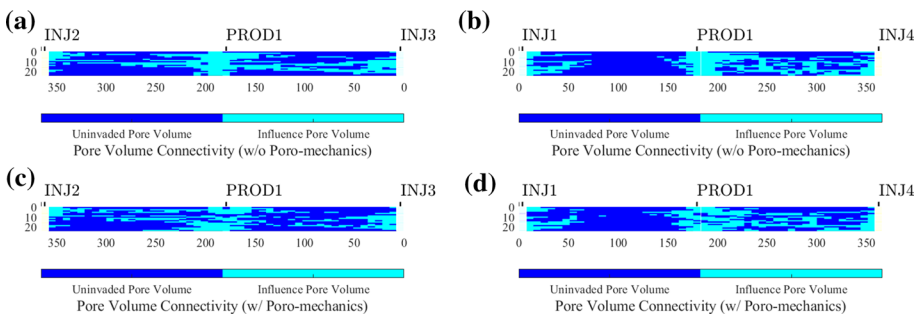 (a)
INJ2 PROD1 INJ3
0
10
20
350 300 250 200 150 100 50 0
Uninvaded Pore Volume Influence Pore Volume
Pore Volume Connectivity (w/o Poro-mechanics)
(b)
INJ1 PROD1 INJ4
0
10
20
0 50 100 150 200 250 300 350
Uninvaded Pore Volume Influence Pore Volume
Pore Volume Connectivity (w/o Poro-mechanics)
(c)
INJ2 PROD1 INJ3
0
10
20
350 300 250 200 150 100 50 0
Uninvaded Pore Volume Influence Pore Volume
Pore Volume Connectivity (w/ Poro-mechanics)
(d)
INJ1 PROD1 INJ4
0
10
20
0 50 100 150 200 250 300 350
Uninvaded Pore Volume Influence Pore Volume
Pore Volume Connectivity (w/ Poro-mechanics)